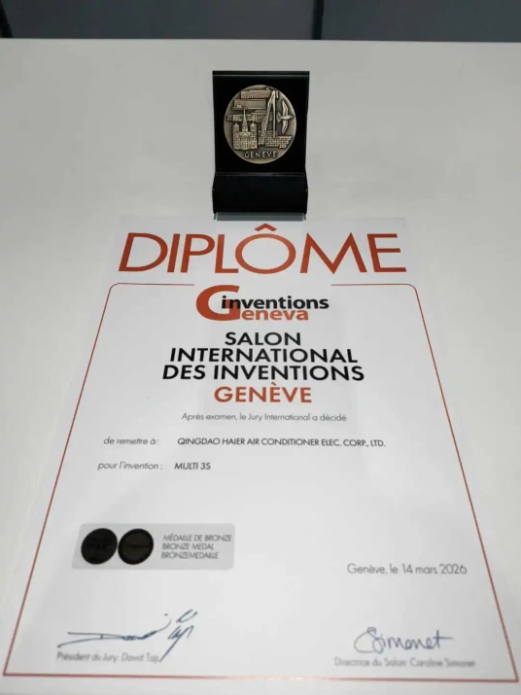 GENÈVE
DIPLÔME
inventions
Geneva
SALON
INTERNATIONAL
DES INVENTIONS
GENÈVE
Après examen, le Jury International a décidé
de remettre à : QINGDAO HAIER AIR CONDITIONER ELEC. CORP., LTD.
pour l'invention : MULTI 3S
MÉDAILLE DE BRONZE
BRONZE MEDAL
BRONZEMEDAILLE
Genève, le 14 mars 2026
Simonet
Président du Jury: David Taji
Directrice du Salon: Caroline Simonet